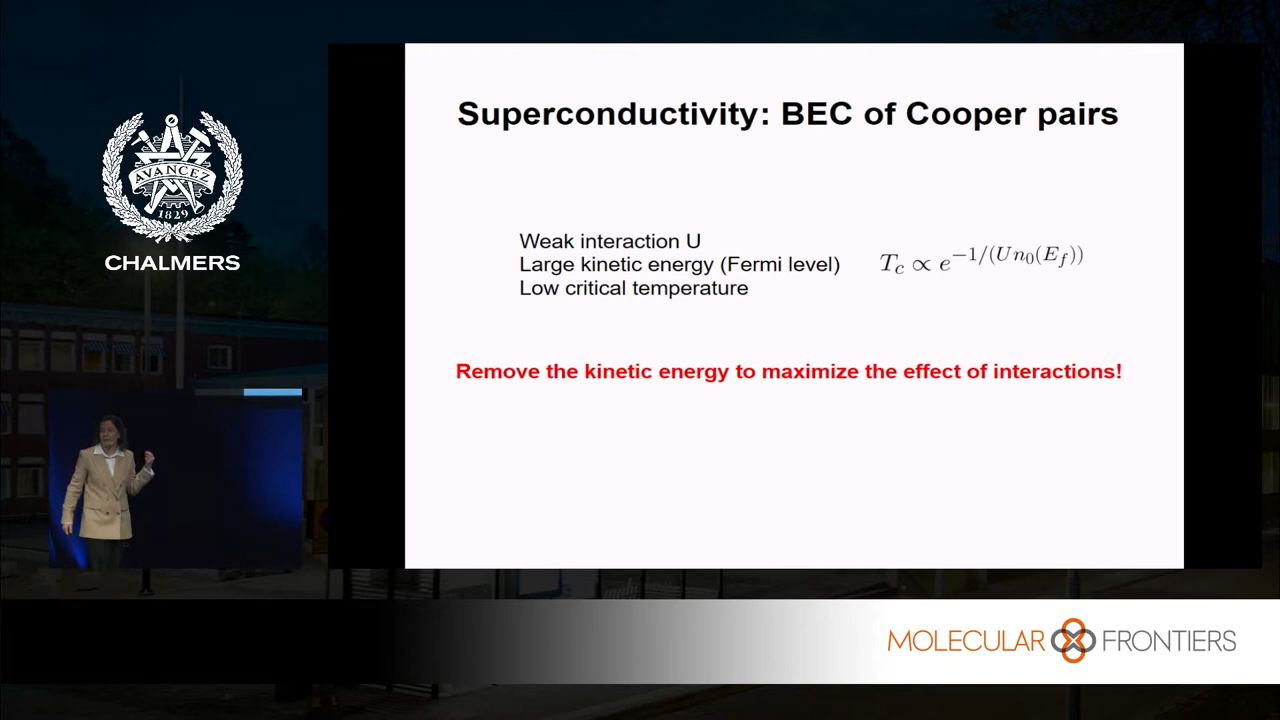 AVANCEZ
1829
CHALMERS
Superconductivity: BEC of Cooper pairs
Weak interaction U
Large kinetic energy (Fermi level)
Low critical temperature
T_c ∝ e^{-1/(Un_0(E_f))}
Remove the kinetic energy to maximize the effect of interactions!
MOLECULAR FRONTIERS